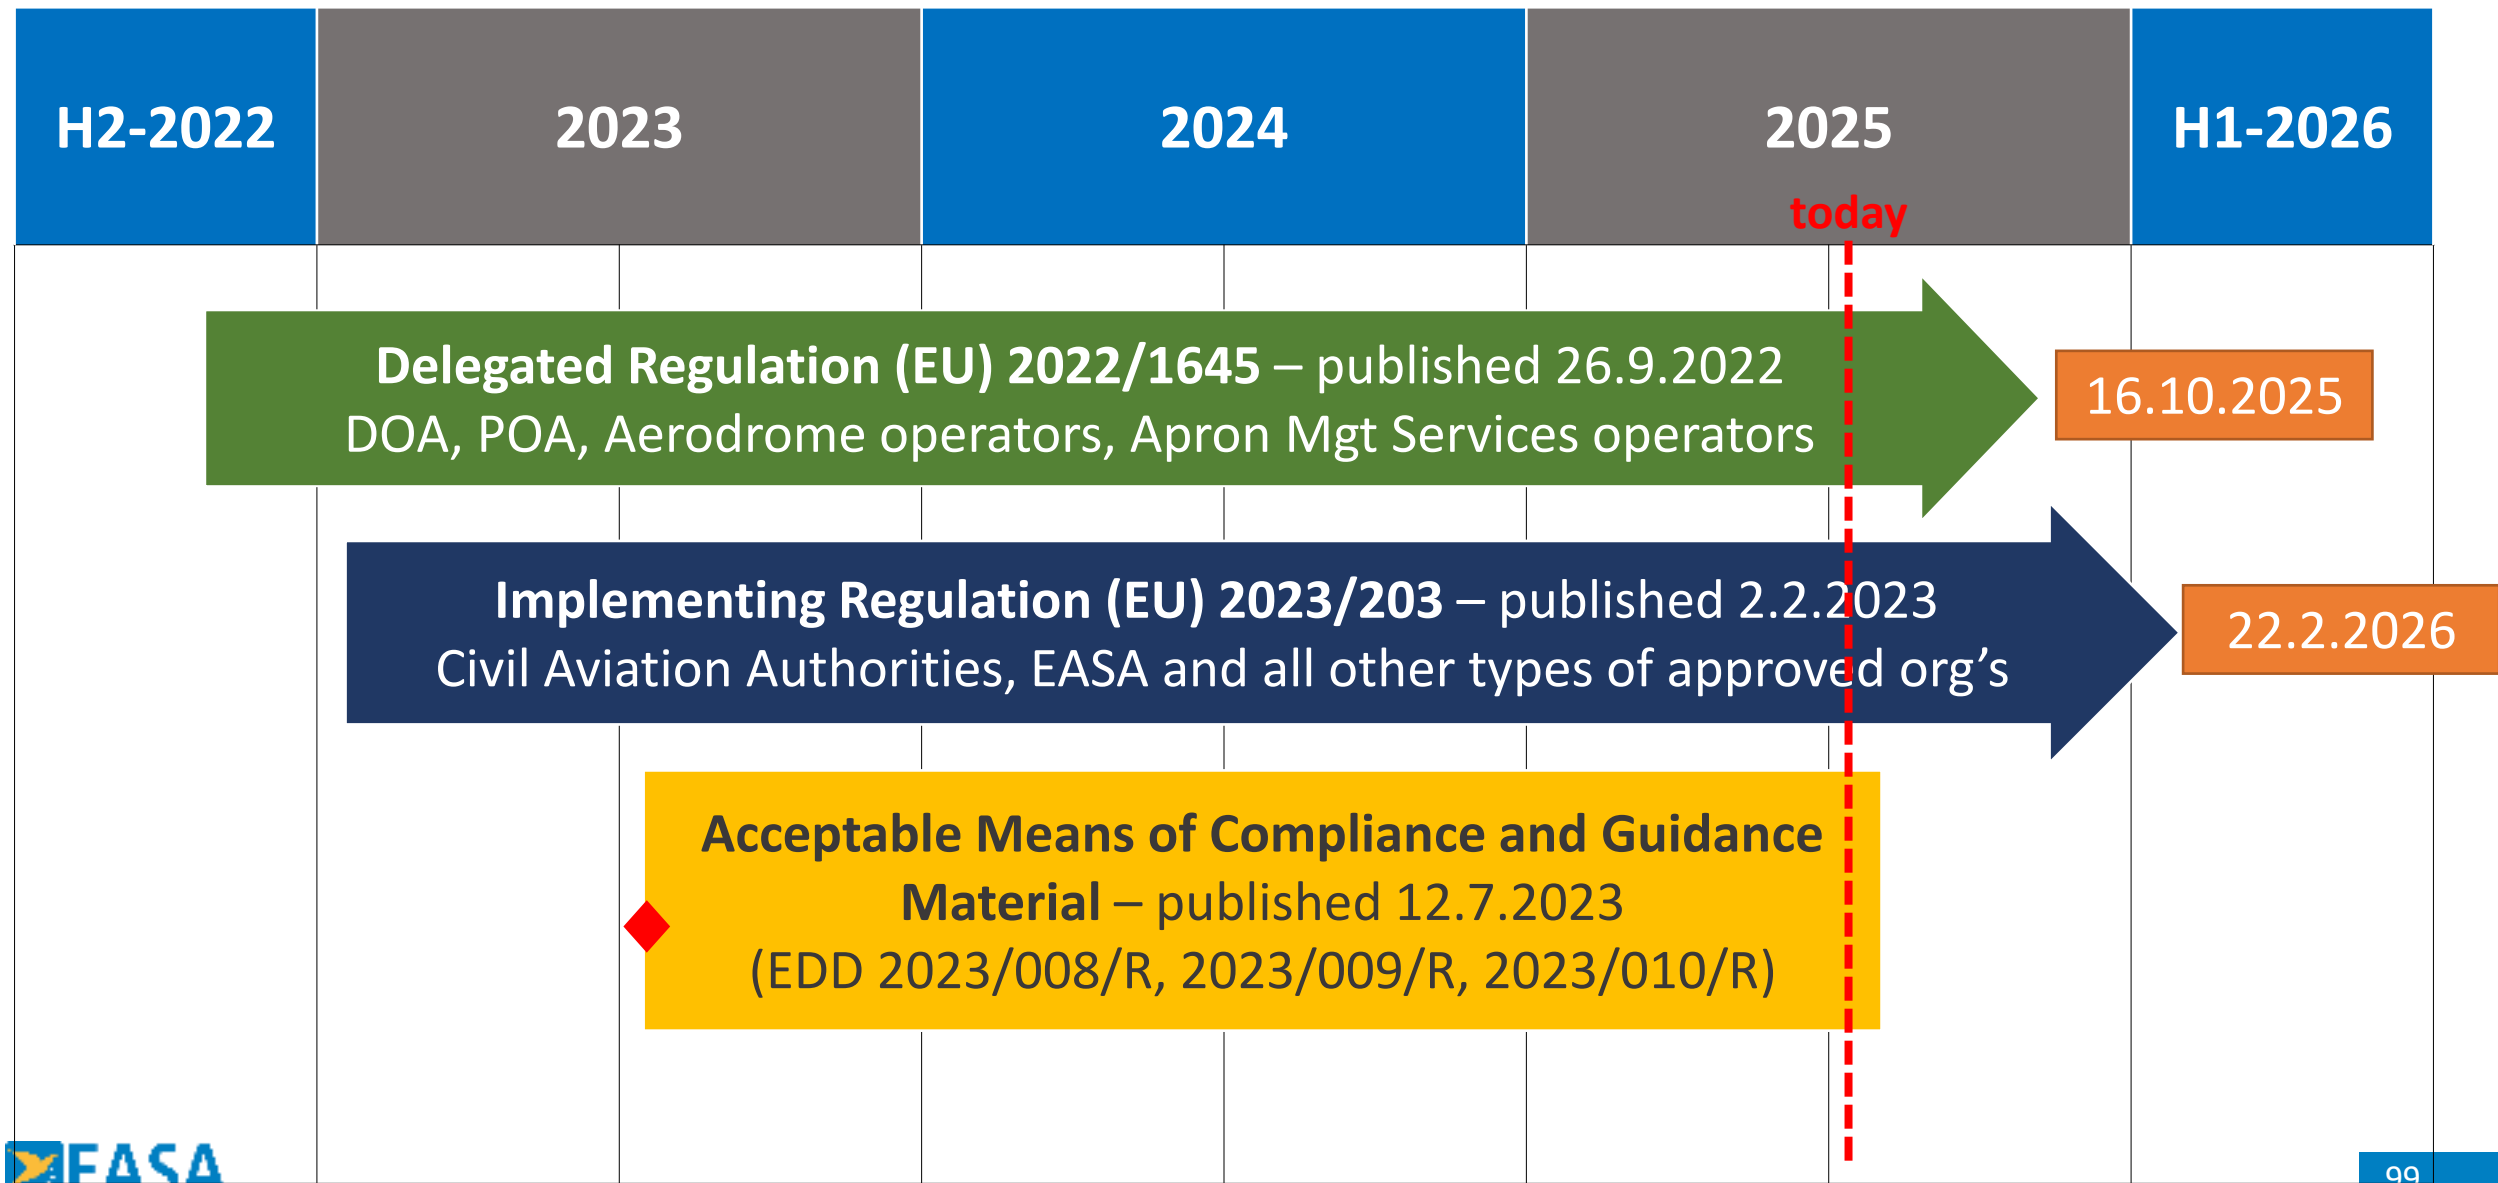 H2-2022 2023 2024 2025 H1-2026
today
Delegated Regulation (EU) 2022/1645 – published 26.9.2022
DOA, POA, Aerodrome operators, Apron Mgt Services operators
16.10.2025
Implementing Regulation (EU) 2023/203 – published 2.2.2023
Civil Aviation Authorities, EASA and all other types of approved org's
22.2.2026
Acceptable Means of Compliance and Guidance
Material – published 12.7.2023
(EDD 2023/008/R, 2023/009/R, 2023/010/R)
EASA
99